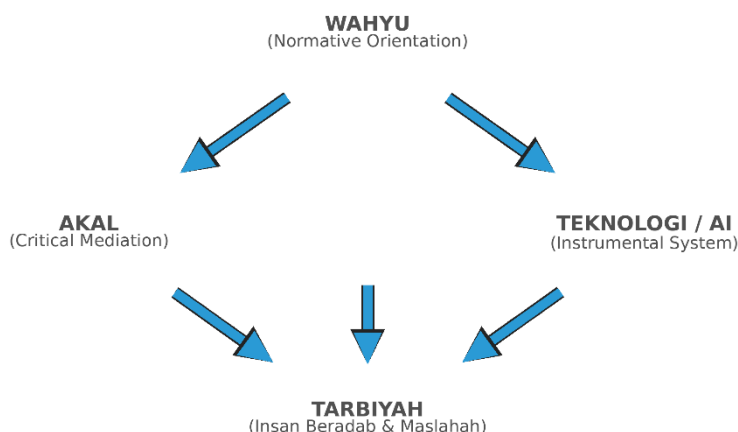 WAHYU
(Normative Orientation)
AKAL
(Critical Mediation)
TEKNOLOGI / AI
(Instrumental System)
TARBIYAH
(Insan Beradab & Maslahah)